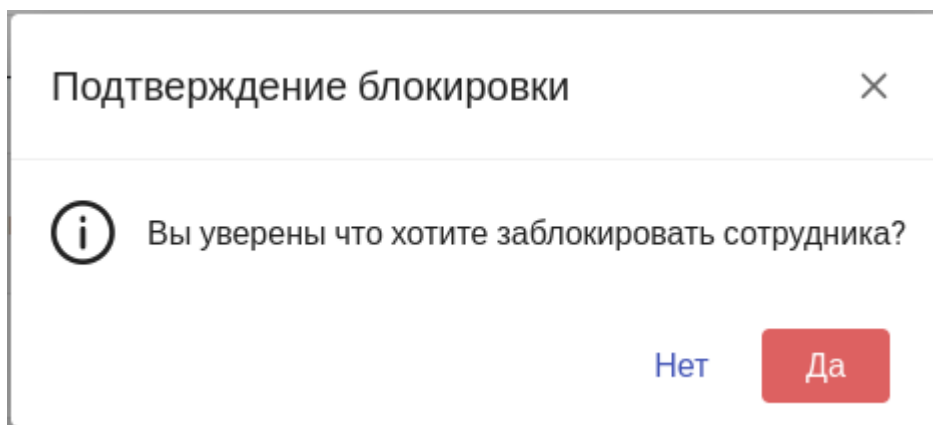 Подтверждение блокировки
Вы уверены что хотите заблокировать сотрудника?
Нет
Да